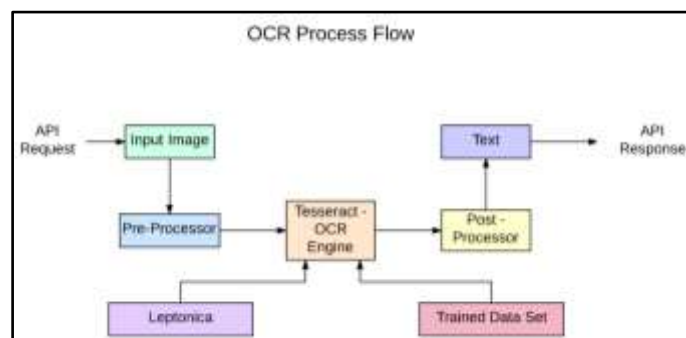 OCR Process Flow
API
Request
Input Image
Text
API
Response
Pre-Processor
Tesseract -
OCR
Engine
Post -
Processor
Leptonica
Trained Data Set